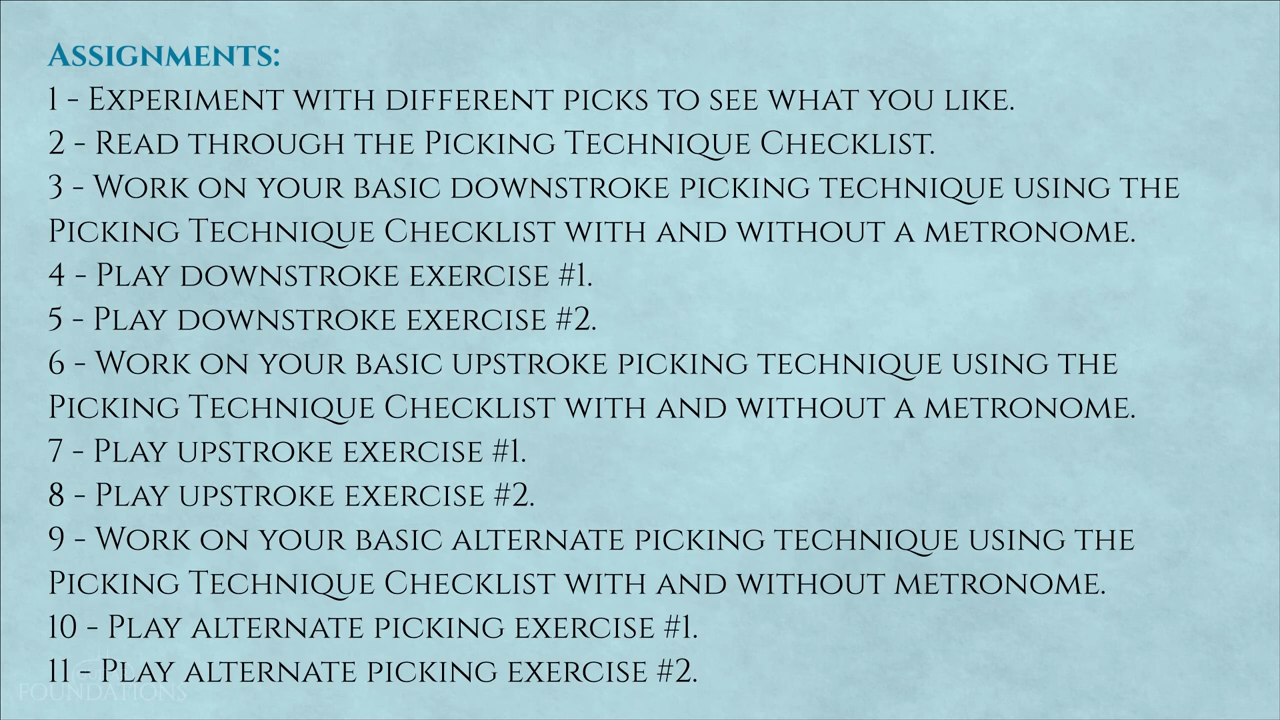 Assignments:
1 - Experiment with different picks to see what you like.
2 - Read through the Picking Technique Checklist.
3 - Work on your basic downstroke picking technique using the
Picking Technique Checklist with and without a metronome.
4 - Play downstroke exercise #1.
5 - Play downstroke exercise #2.
6 - Work on your basic upstroke picking technique using the
Picking Technique Checklist with and without a metronome.
7 - Play upstroke exercise #1.
8 - Play upstroke exercise #2.
9 - Work on your basic alternate picking technique using the
Picking Technique Checklist with and without metronome.
10 - Play alternate picking exercise #1.
11 - Play alternate picking exercise #2.
FOUNDATIONS